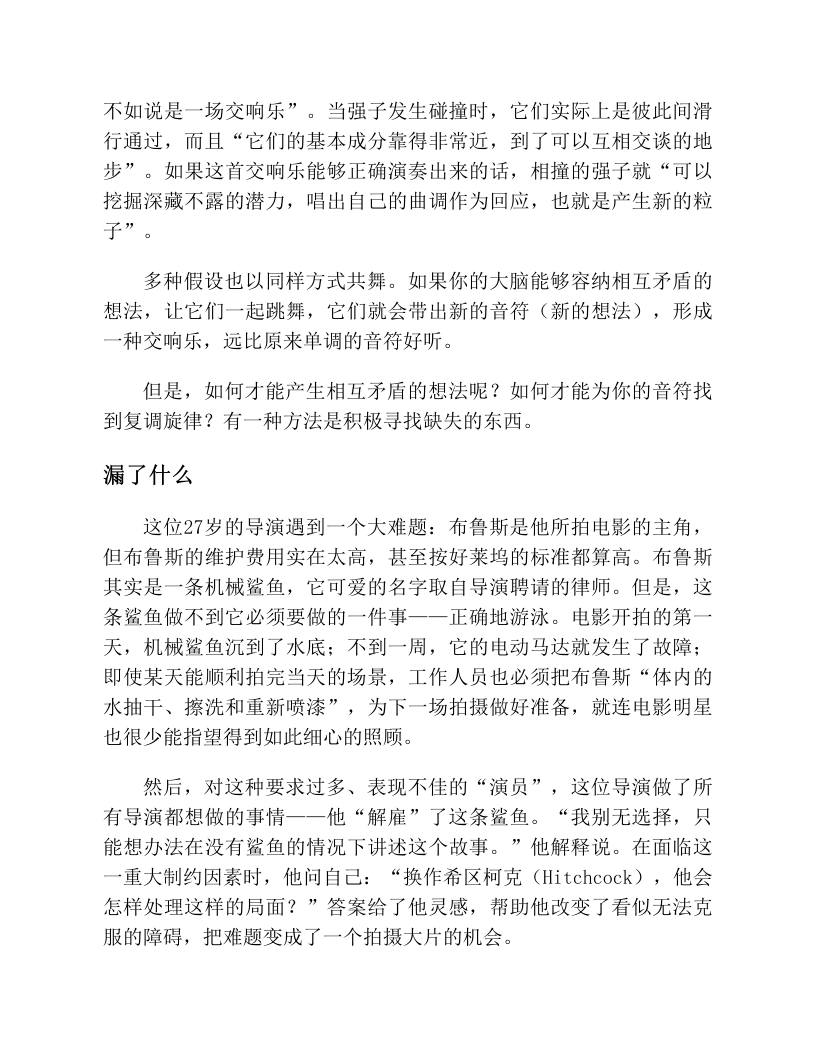 不如说是一场交响乐”。当强子发生碰撞时，它们实际上是彼此间滑
行通过，而且“它们的基本成分靠得非常近，到了可以互相交谈的地
步”。如果这首交响乐能够正确演奏出来的话，相撞的强子就“可以
挖掘深藏不露的潜力，唱出自己的曲调作为回应，也就是产生新的粒
子”。
多种假设也以同样方式共舞。如果你的大脑能够容纳相互矛盾的
想法，让它们一起跳舞，它们就会带出新的音符（新的想法），形成
一种交响乐，远比原来单调的音符好听。
但是，如何才能产生相互矛盾的想法呢？如何才能为你的音符找
到复调旋律？有一种方法是积极寻找缺失的东西。
漏了什么
这位27岁的导演遇到一个大难题：布鲁斯是他所拍电影的主角，
但布鲁斯的维护费用实在太高，甚至按好莱坞的标准都算高。布鲁斯
其实是一条机械鲨鱼，它可爱的名字取自导演聘请的律师。但是，这
条鲨鱼做不到它必须要做的一件事——正确地游泳。电影开拍的第一
天，机械鲨鱼沉到了水底；不到一周，它的电动马达就发生了故障；
即使某天能顺利拍完当天的场景，工作人员也必须把布鲁斯“体内的
水抽干、擦洗和重新喷漆”，为下一场拍摄做好准备，就连电影明星
也很少能指望得到如此细心的照顾。
然后，对这种要求过多、表现不佳的“演员”，这位导演做了所
有导演都想做的事情——他“解雇”了这条鲨鱼。“我别无选择，只
能想办法在没有鲨鱼的情况下讲述这个故事。”他解释说。在面临这
一重大制约因素时，他问自己：“换作希区柯克（Hitchcock），他会
怎样处理这样的局面？”答案给了他灵感，帮助他改变了看似无法克
服的障碍，把难题变成了一个拍摄大片的机会。